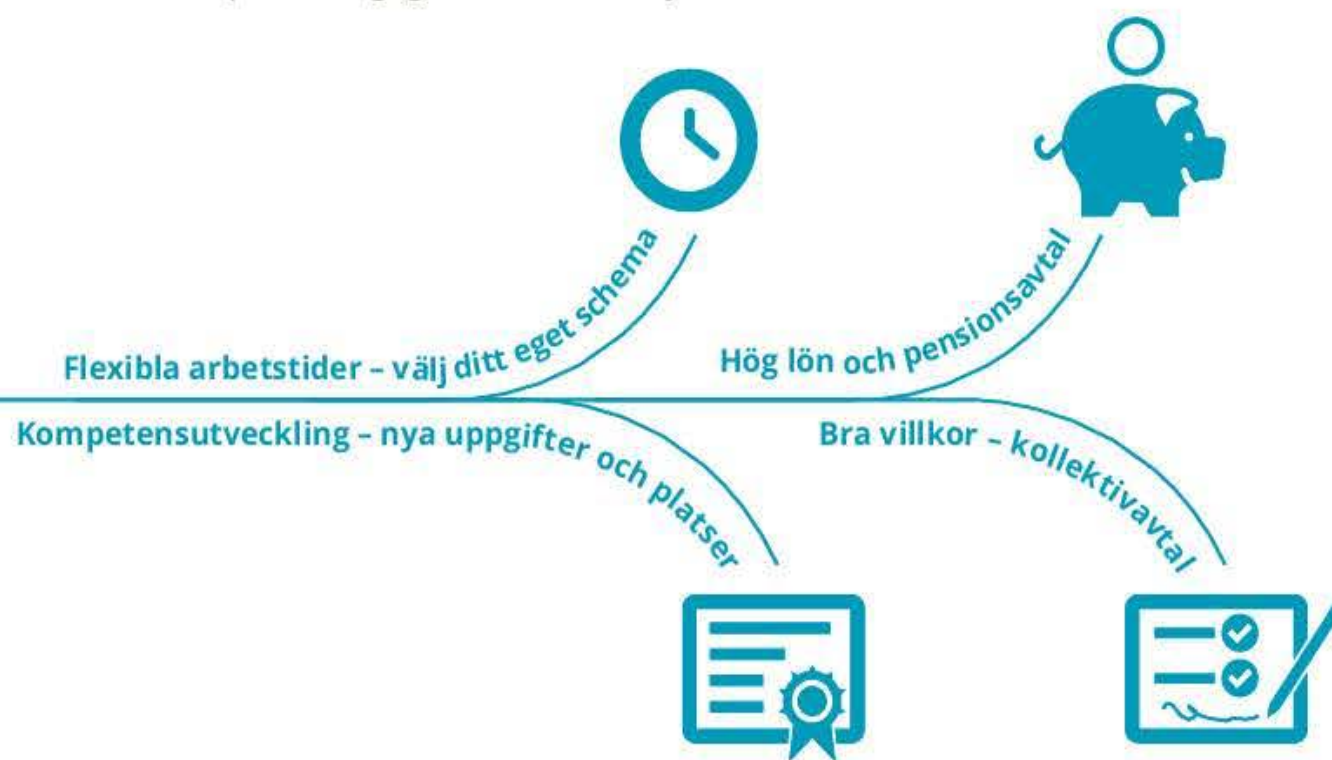 Flexibla arbetstider – välj ditt eget schema
Hög lön och pensionsavtal
Kompetensutveckling – nya uppgifter och platser
Bra villkor – kollektivavtal